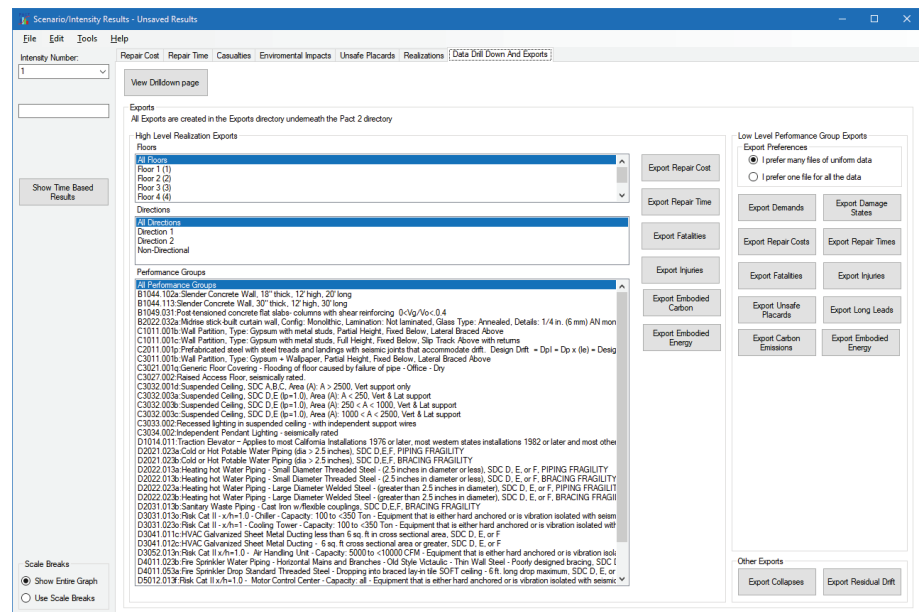 Scenario/Intensity Results - Unsaved Results
File Edit Tools Help
Intensity Number:
1
Show Time Based
Results
Scale Breaks
Show Entire Graph
Use Scale Breaks
Repair Cost Repair Time Casualties Enviromental Impacts Unsafe Placards Realizations Data Drill Down And Exports
View Drilldown page
Exports
All Exports are created in the Exports directory underneath the Pact 2 directory
High Level Realization Exports
Floors
All Floors
Floor 1 (1)
Floor 2 (2)
Floor 3 (3)
Floor 4 (4)
Directions
All Directions
Direction 1
Direction 2
Non-Directional
Performance Groups
All Performance Groups
B1044.102a:Slender Concrete Wall, 18" thick, 12' high, 20' long
B1044.113:Slender Concrete Wall, 30" thick, 12' high, 30' long
B1049.031:Post-tensioned concrete flat slabs- columns with shear reinforcing 0<Vg/Vo<.0.4
B2022.032a:Midrise stick-built curtain wall, Config: Monolithic, Lamination: Not laminated, Glass Type: Annealed, Details: 1/4 in. (6 mm) AN mon
C1011.001b:Wall Partition, Type: Gypsum with metal studs, Partial Height, Fixed Below, Lateral Braced Above
C1011.001c:Wall Partition, Type: Gypsum with metal studs, Full Height, Fixed Below, Slip Track Above with returns
C2011.001p:Prefabricated steel with steel treads and landings with seismic joints that accommodate drift. Design Drift = Dpl = Dp x (Ie) = Desig
C3011.001b:Wall Partition, Type: Gypsum + Wallpaper, Partial Height, Fixed Below, Lateral Braced Above
C3021.001q:Generic Floor Covering - Flooding of floor caused by failure of pipe - Office - Dry
C3027.002:Raised Access Floor, seismically rated.
C3032.001d:Suspended Ceiling, SDC A,B,C, Area (A): A > 2500, Vert support only
C3032.003a:Suspended Ceiling, SDC D,E (Ip=1.0), Area (A): A < 250, Vert & Lat support
C3032.003b:Suspended Ceiling, SDC D,E (Ip=1.0), Area (A): 250 < A < 1000, Vert & Lat support
C3032.003c:Suspended Ceiling, SDC D,E (Ip=1.0), Area (A): 1000 < A < 2500, Vert & Lat support
C3033.002:Recessed lighting in suspended ceiling - with independent support wires
C3034.002:Independent Pendant Lighting - seismically rated
D1014.011:Traction Elevator – Applies to most California Installations 1976 or later, most western states installations 1982 or later and most other
D2021.023a:Cold or Hot Potable Water Piping (dia > 2.5 inches), SDC D,E,F, PIPING FRAGILITY
D2021.023b:Cold or Hot Potable Water Piping (dia > 2.5 inches), SDC D,E,F, BRACING FRAGILITY
D2022.013a:Heating hot Water Piping - Small Diameter Threaded Steel - (2.5 inches in diameter or less), SDC D, E, or F, PIPING FRAGILITY
D2022.013b:Heating hot Water Piping - Small Diameter Threaded Steel - (2.5 inches in diameter or less), SDC D, E, or F, BRACING FRAGILITY
D2022.023a:Heating hot Water Piping - Large Diameter Welded Steel - (greater than 2.5 inches in diameter), SDC D, E, or F, PIPING FRAGILIT
D2022.023b:Heating hot Water Piping - Large Diameter Welded Steel - (greater than 2.5 inches in diameter), SDC D, E, or F, BRACING FRAGIL
D2031.013b:Sanitary Waste Piping - Cast Iron w/flexible couplings, SDC D,E,F, BRACING FRAGILITY
D3031.013o:Risk Cat II - x/h=1.0 - Chiller - Capacity: 100 to <350 Ton - Equipment that is either hard anchored or is vibration isolated with seism
D3031.023o:Risk Cat II - x/h=1 - Cooling Tower - Capacity: 100 to <350 Ton - Equipment that is either hard anchored or is vibration isolated with
D3041.011c:HVAC Galvanized Sheet Metal Ducting less than 6 sq. ft in cross sectional area, SDC D, E, or F
D3041.012c:HVAC Galvanized Sheet Metal Ducting - 6 sq. ft cross sectional area or greater, SDC D, E, or F
D3052.013n:Risk Cat II x/h=1.0 - Air Handling Unit - Capacity: 5000 to <10000 CFM - Equipment that is either hard anchored or is vibration isola
D4011.023b:Fire Sprinkler Water Piping - Horizontal Mains and Branches - Old Style Victaulic - Thin Wall Steel - Poorly designed bracing, SDC D
D4011.053a:Fire Sprinkler Drop Standard Threaded Steel - Dropping into braced lay-in tile SOFT ceiling - 6 ft. long drop maximum, SDC D, E, or
D5012.013f:Risk Cat II x/h=1.0 - Motor Control Center - Capacity: all - Equipment that is either hard anchored or is vibration isolated with seismic
Export Repair Cost
Export Repair Time
Export Fatalities
Export Injuries
Export Embodied
Carbon
Export Embodied
Energy
Low Level Performance Group Exports
Export Preferences
I prefer many files of uniform data
I prefer one file for all the data
Export Demands Export Damage
States
Export Repair Costs Export Repair Times
Export Fatalities Export Injuries
Export Unsafe
Placards Export Long Leads
Export Carbon
Emissions Export Embodied
Energy
Other Exports
Export Collapses Export Residual Drift